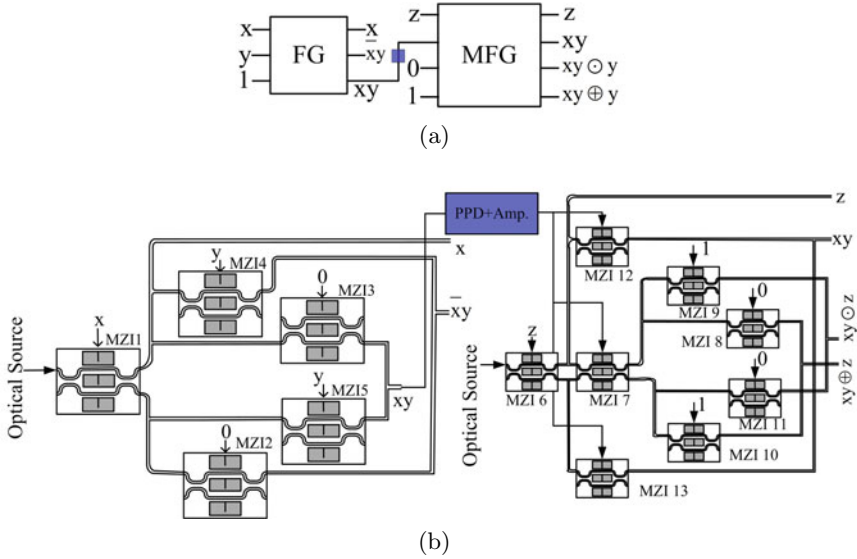 x
FG
x
y
x̅y
1
xy
z
MFG
z
xy
0
xy ⊙ y
1
xy ⊕ y
(a)
PPD+Amp.
z
xy
x
y
MZI4
0
MZI3
x̅y
x
MZI1
Optical Source
y
MZI5
xy
0
MZI2
MZI 12
1
MZI 9
0
MZI 8
xy ⊙ z
z
MZI 6
MZI 7
Optical Source
0
MZI 11
xy ⊕ z
1
MZI 10
MZI 13
(b)